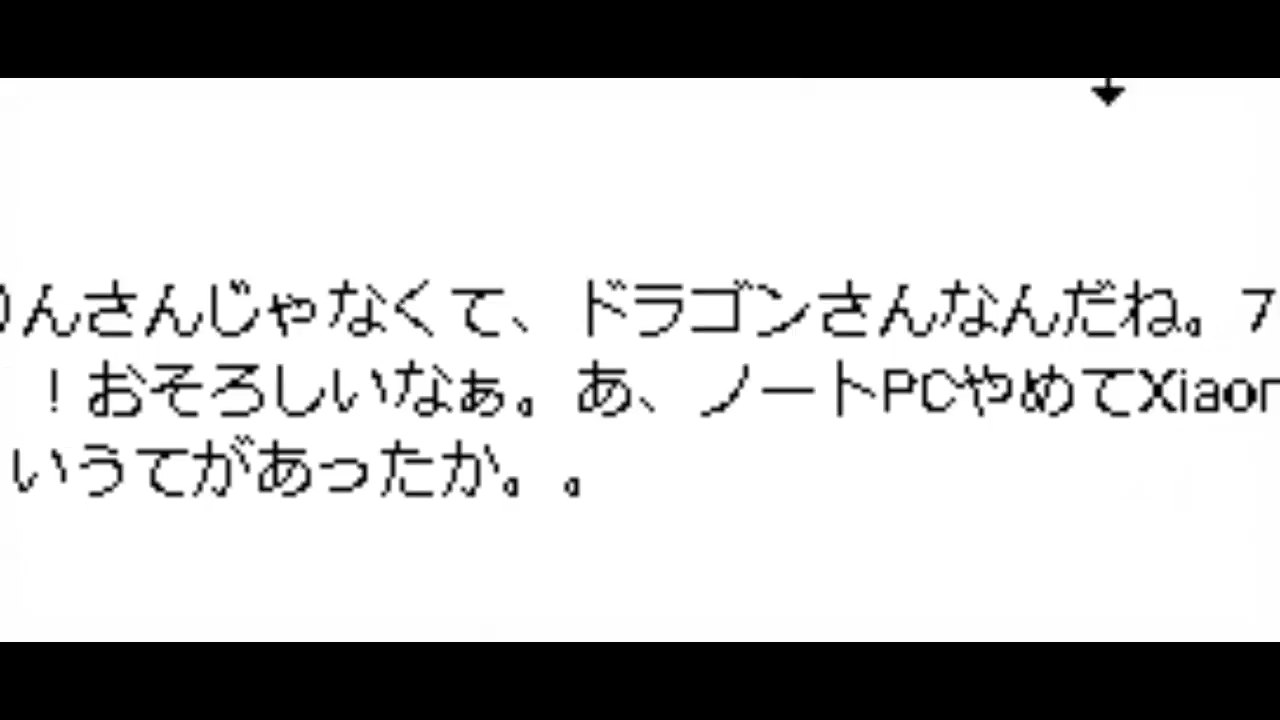 んさんじゃなくて、ドラゴンさんなんだね。7
！おそろしいなぁ。あ、ノートPCやめてXiaom
いうてがあったか。。